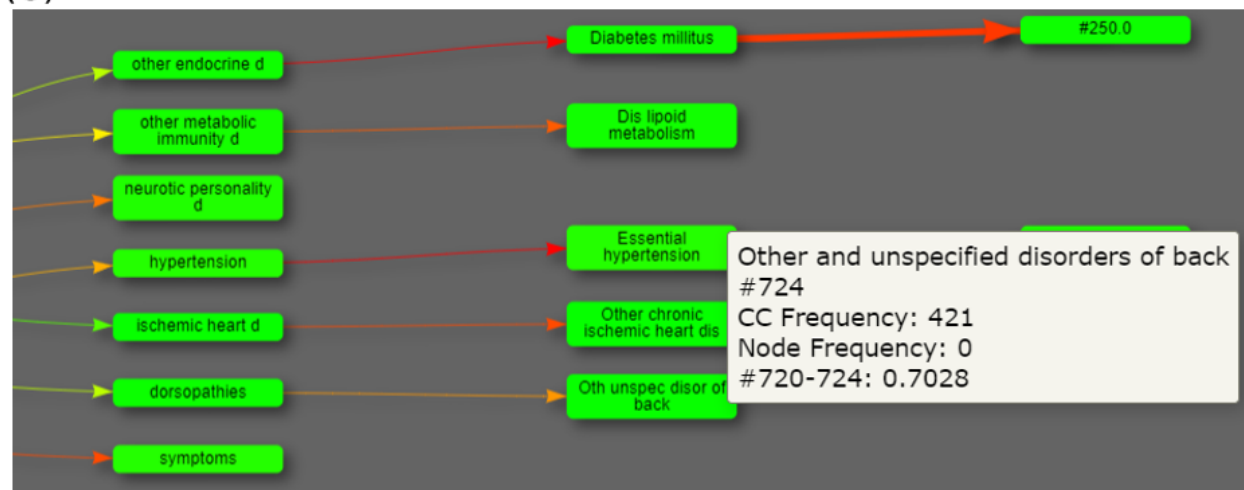 other endocrine d
Diabetes millitus
#250.0
other metabolic
immunity d
Dis lipoid
metabolism
neurotic personality
d
hypertension
Essential
hypertension
ischemic heart d
Other chronic
ischemic heart dis
dorsopathies
Oth unspec disor of
back
symptoms
Other and unspecified disorders of back
#724
CC Frequency: 421
Node Frequency: 0
#720-724: 0.7028